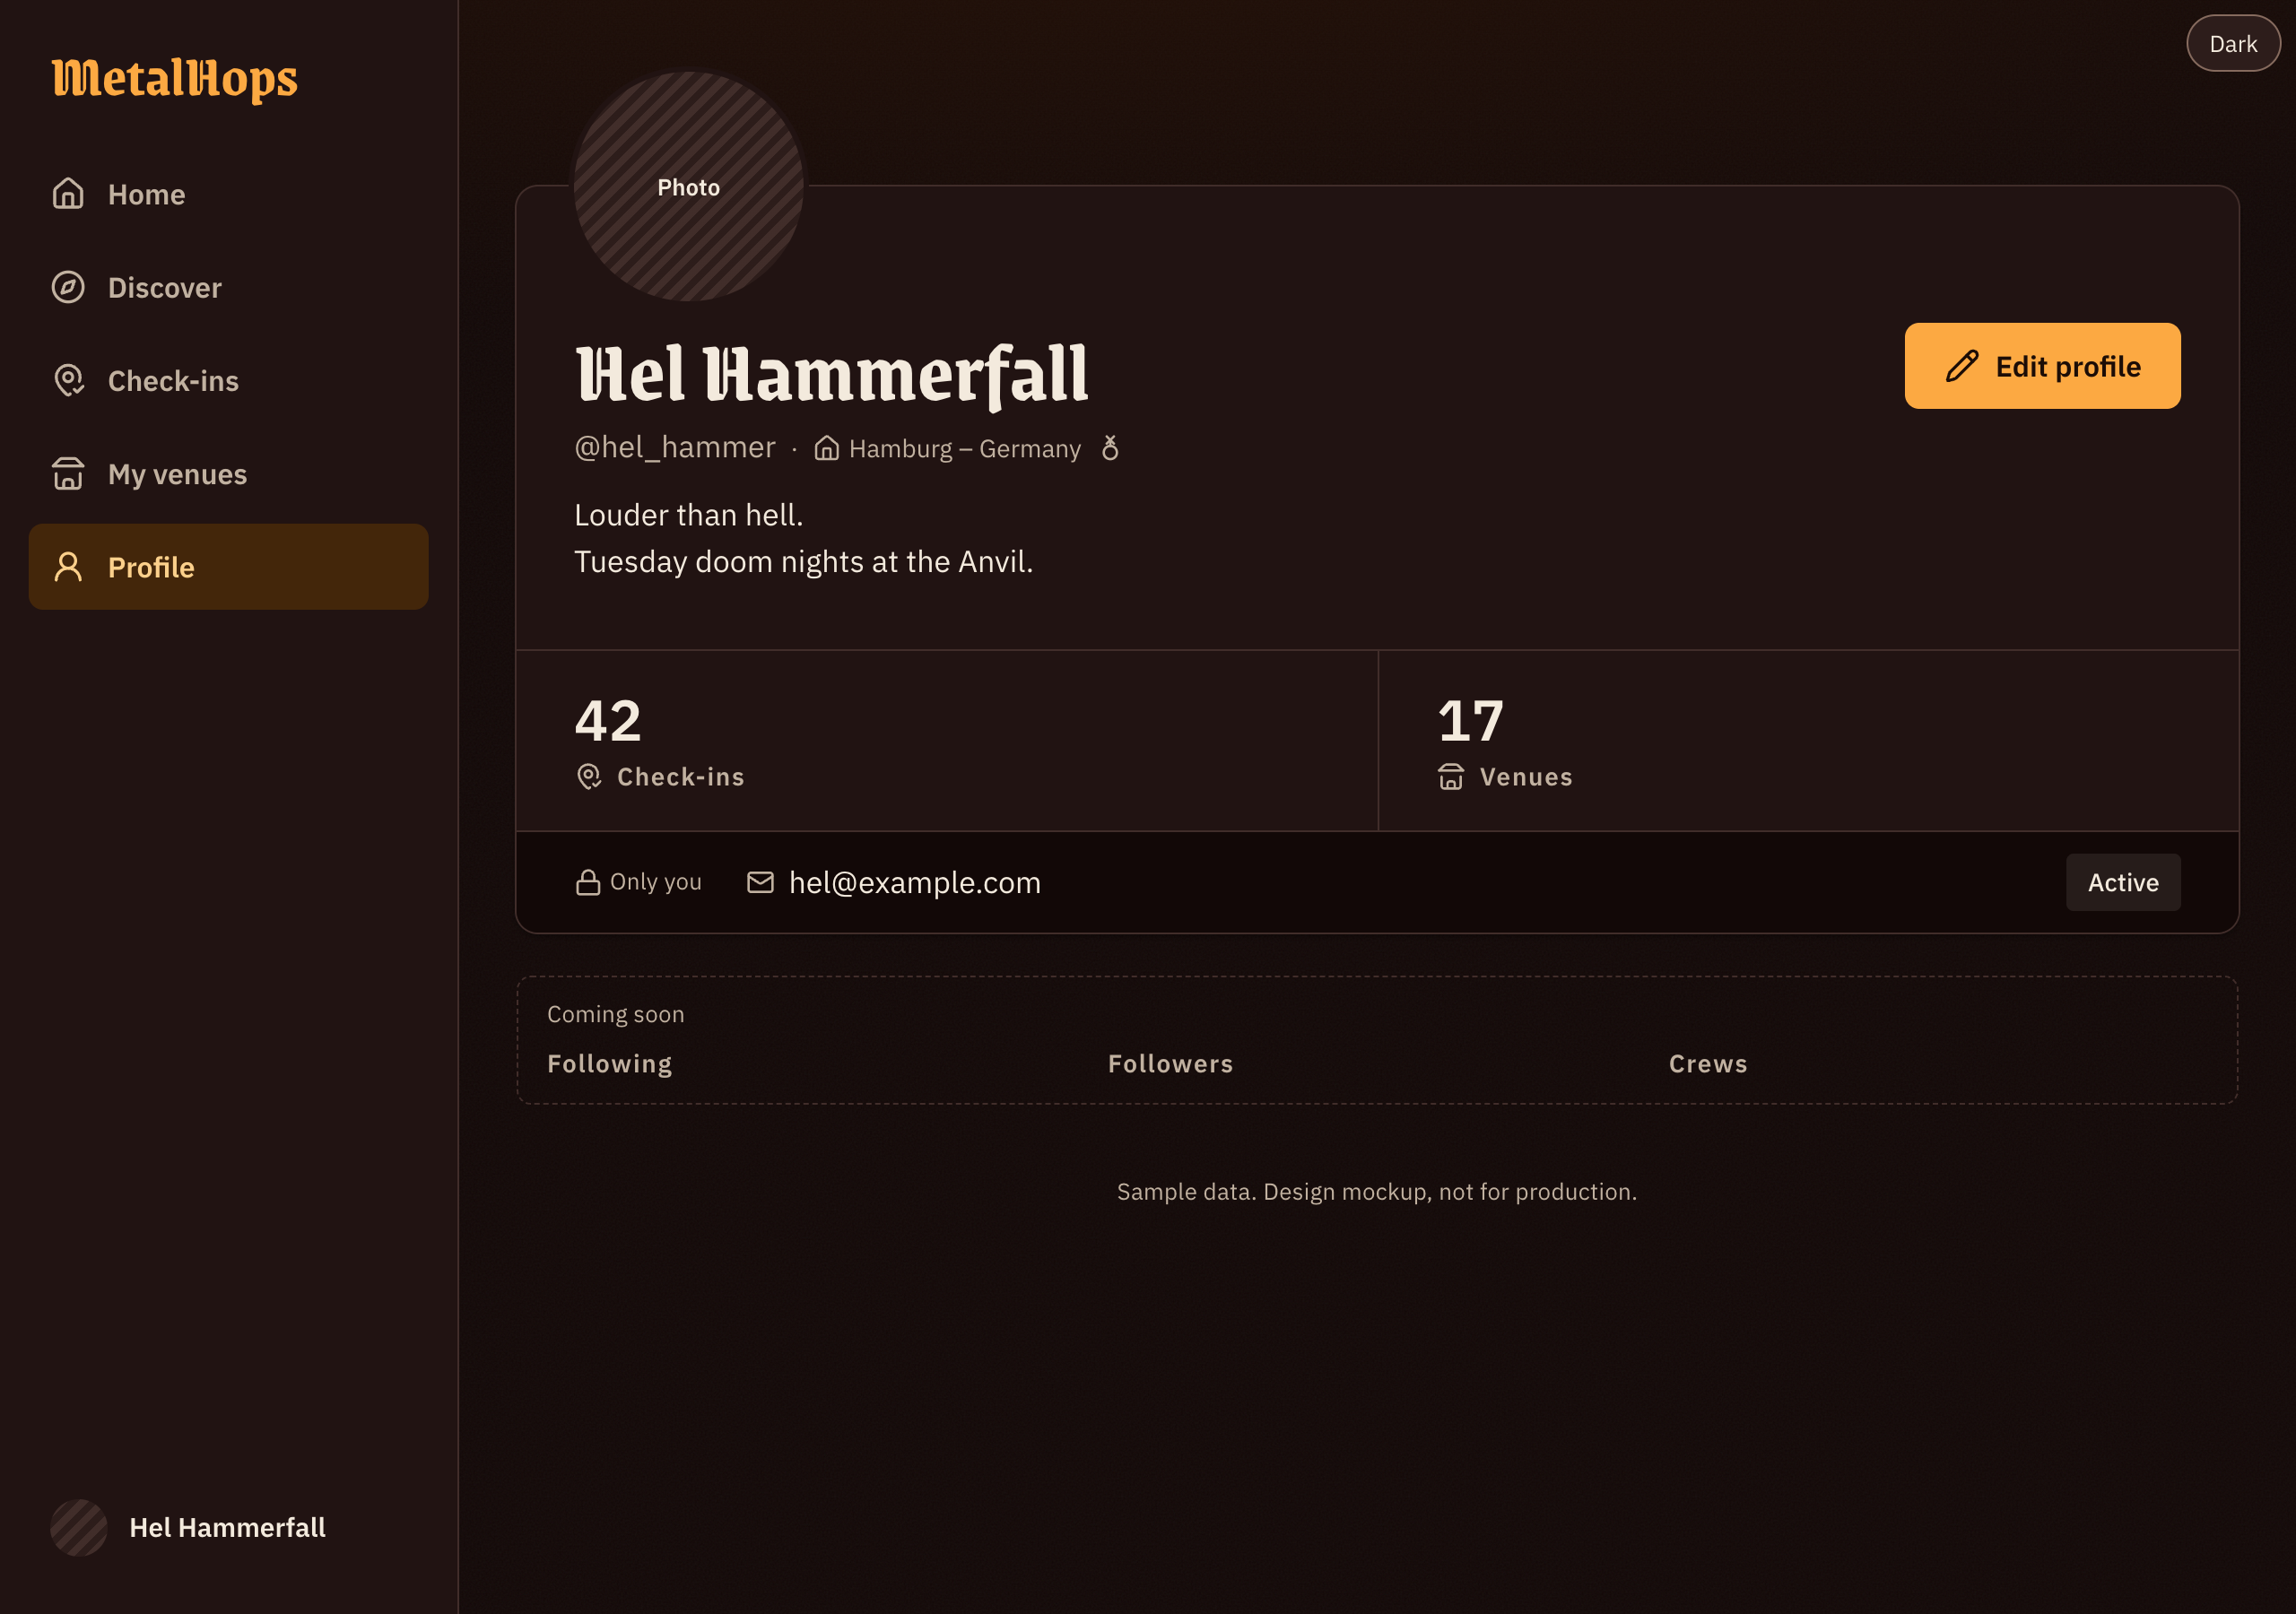 MetalHops
Dark
Home
Discover
Check-ins
My venues
Profile
Photo
Hel Hammerfall
Edit profile
@hel_hammer · Hamburg – Germany
Louder than hell.
Tuesday doom nights at the Anvil.
42
Check-ins
17
Venues
Only you
hel@example.com
Active
Coming soon
Following
Followers
Crews
Sample data. Design mockup, not for production.
Hel Hammerfall